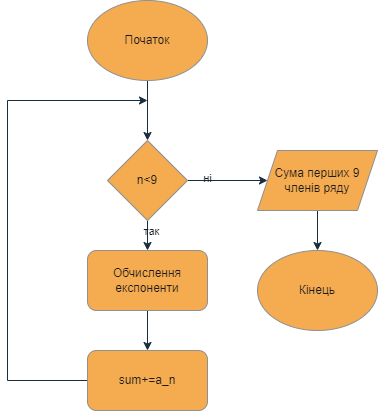 Початок
n<9
ні
Сума перших 9
членів ряду
так
Обчислення
експоненти
Кінець
sum+=a_n